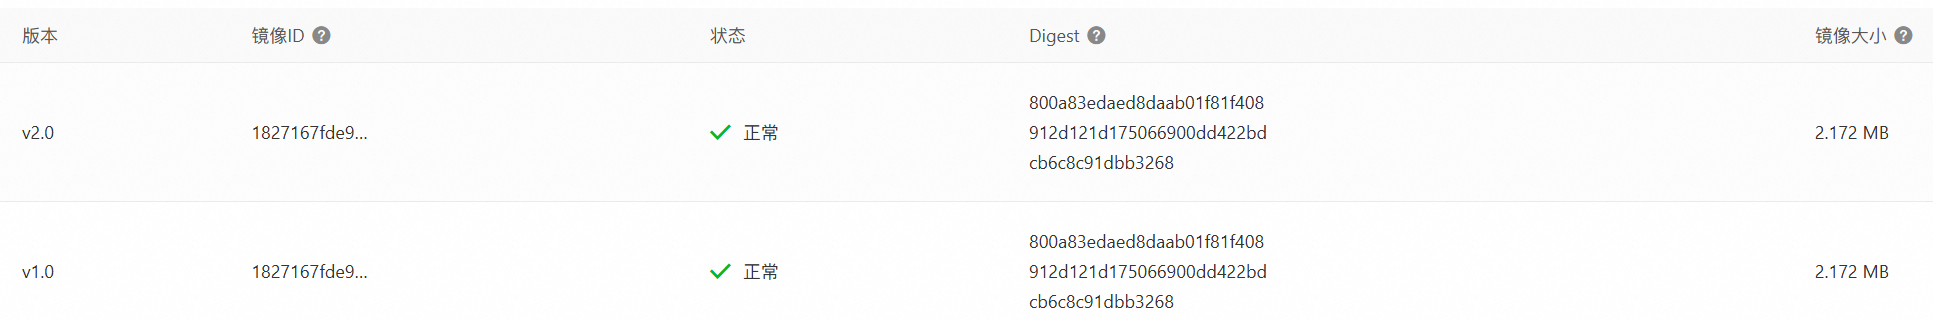 版本 镜像ID 状态 Digest 镜像大小
800a83edaed8daab01f81f408
v2.0 1827167fde9... 正常 912d121d175066900dd422bd 2.172 MB
cb6c8c91dbb3268
800a83edaed8daab01f81f408
v1.0 1827167fde9... 正常 912d121d175066900dd422bd 2.172 MB
cb6c8c91dbb3268